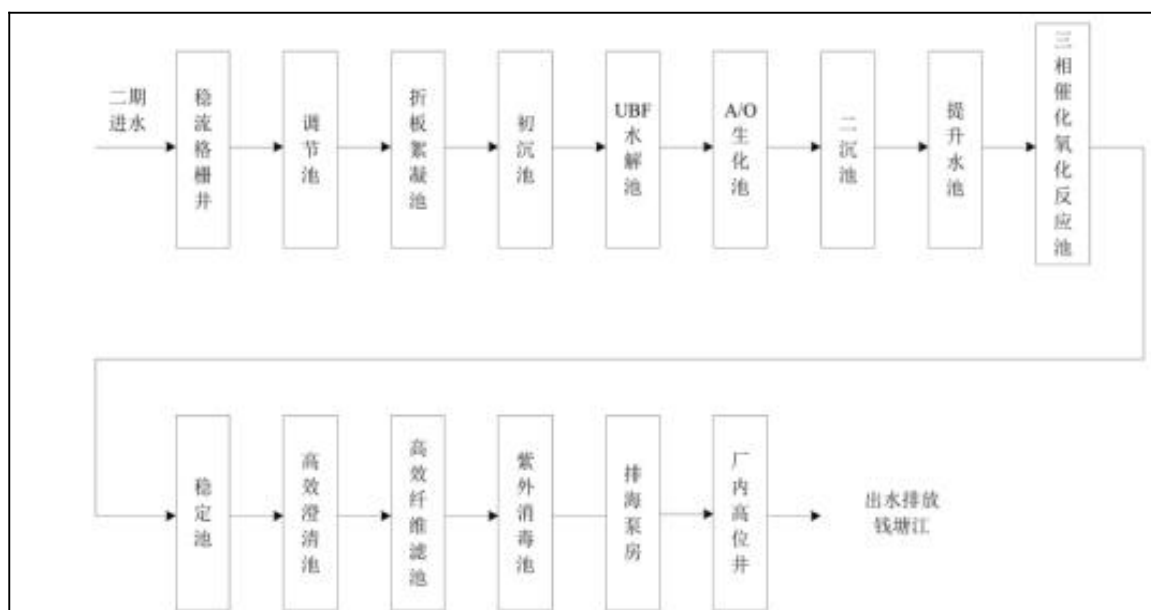 二期
进水
稳流格栅井
调节池
折板絮凝池
初沉池
UBF
水解池
A/O
生化池
二沉池
提升水池
三相催化氧化反应池
稳定池
高效澄清池
高效纤维滤池
紫外消毒池
排海泵房
厂内高位井
出水排放
钱塘江